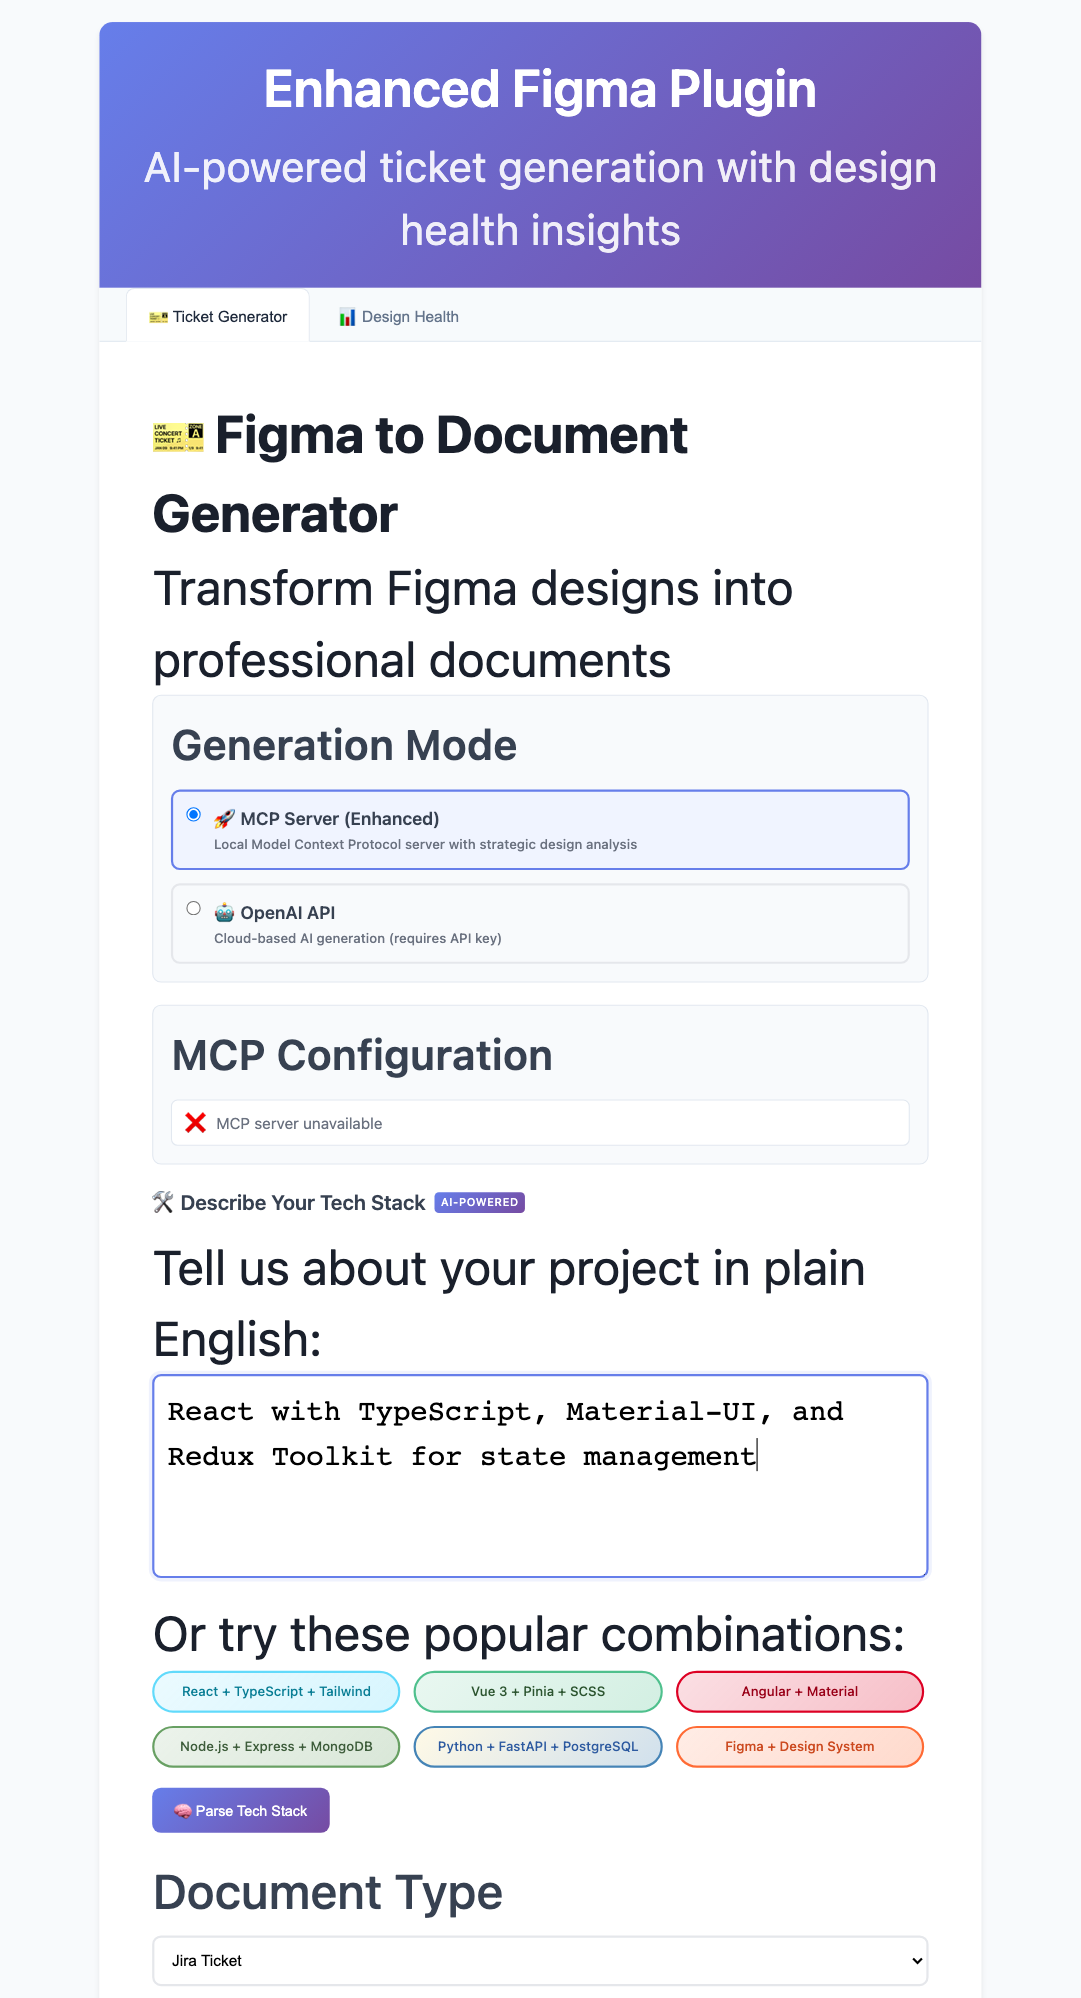 Enhanced Figma Plugin
AI-powered ticket generation with design
health insights
Ticket Generator
Design Health
Figma to Document
Generator
Transform Figma designs into
professional documents
Generation Mode
MCP Server (Enhanced)
Local Model Context Protocol server with strategic design analysis
OpenAI API
Cloud-based AI generation (requires API key)
MCP Configuration
MCP server unavailable
Describe Your Tech Stack AI-POWERED
Tell us about your project in plain
English:
React with TypeScript, Material-UI, and
Redux Toolkit for state management
Or try these popular combinations:
React + TypeScript + Tailwind
Vue 3 + Pinia + SCSS
Angular + Material
Node.js + Express + MongoDB
Python + FastAPI + PostgreSQL
Figma + Design System
Parse Tech Stack
Document Type
Jira Ticket